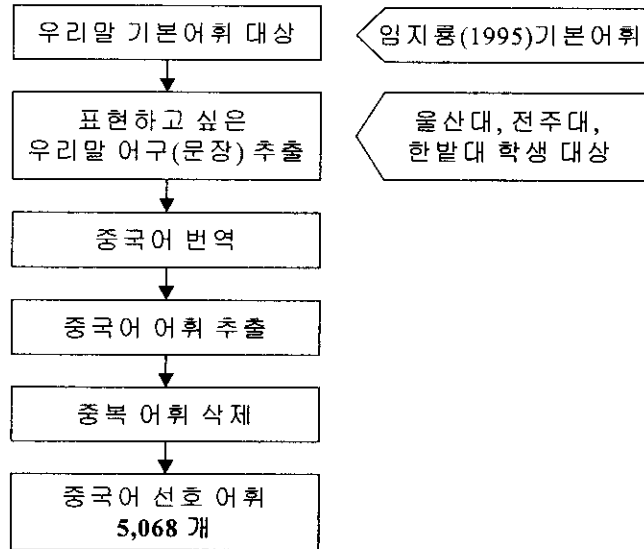 우리말 기본어휘 대상
임지룡(1995)기본어휘
표현하고 싶은
우리말 어구(문장) 추출
울산대, 전주대,
한밭대 학생 대상
중국어 번역
중국어 어휘 추출
중복 어휘 삭제
중국어 선호 어휘
5,068 개